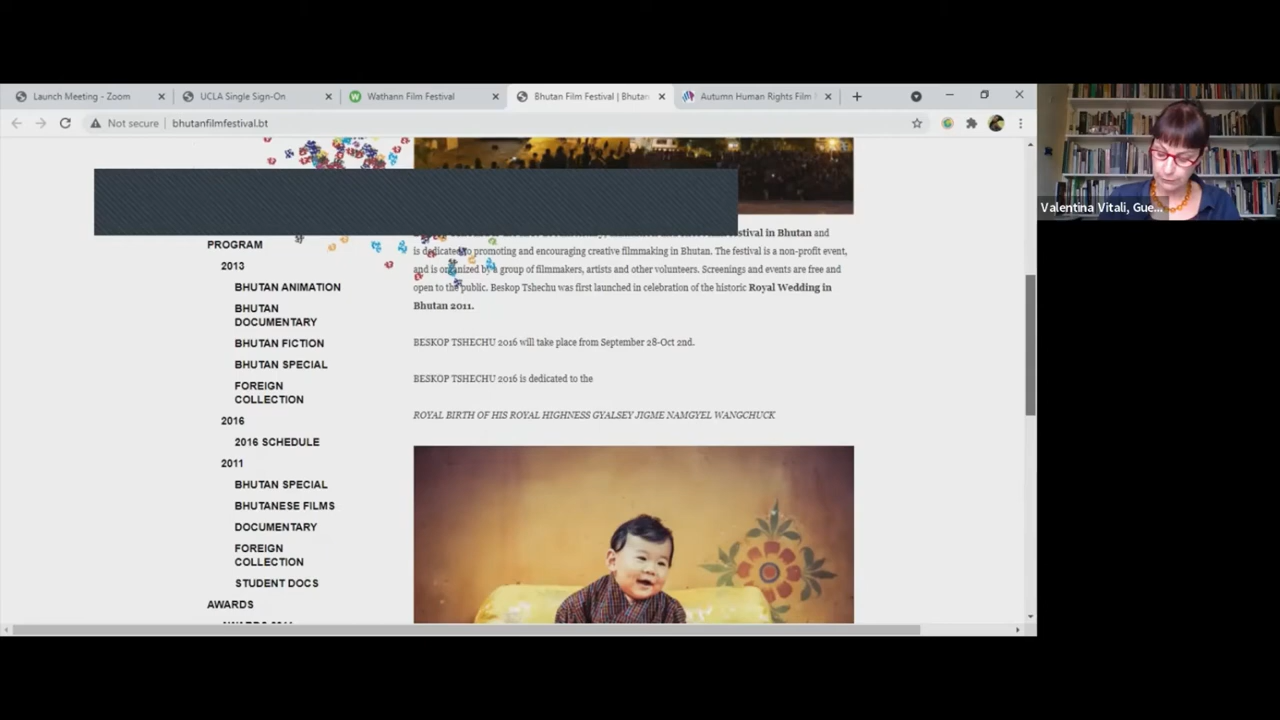 Launch Meeting - Zoom
UCLA Single Sign-On
Wathann Film Festival
Bhutan Film Festival | Bhutan
Autumn Human Rights Film
Not secure
bhutanfilmfestival.bt
Valentina Vitali, Gue...
PROGRAM
2013
BHUTAN ANIMATION
BHUTAN
DOCUMENTARY
BHUTAN FICTION
BHUTAN SPECIAL
FOREIGN
COLLECTION
2016
2016 SCHEDULE
2011
BHUTAN SPECIAL
BHUTANESE FILMS
DOCUMENTARY
FOREIGN
COLLECTION
STUDENT DOCS
AWARDS
in Bhutan and
is dedicated to promoting and encouraging creative filmmaking in Bhutan. The festival is a non-profit event,
and is organized by a group of filmmakers, artists and other volunteers. Screenings and events are free and
open to the public. Beskop Tshechu was first launched in celebration of the historic Royal Wedding in
Bhutan 2011.
BESKOP TSHECHU 2016 will take place from September 28-Oct 2nd.
BESKOP TSHECHU 2016 is dedicated to the
ROYAL BIRTH OF HIS ROYAL HIGHNESS GYALSEY JIGME NAMGYEL WANGCHUCK